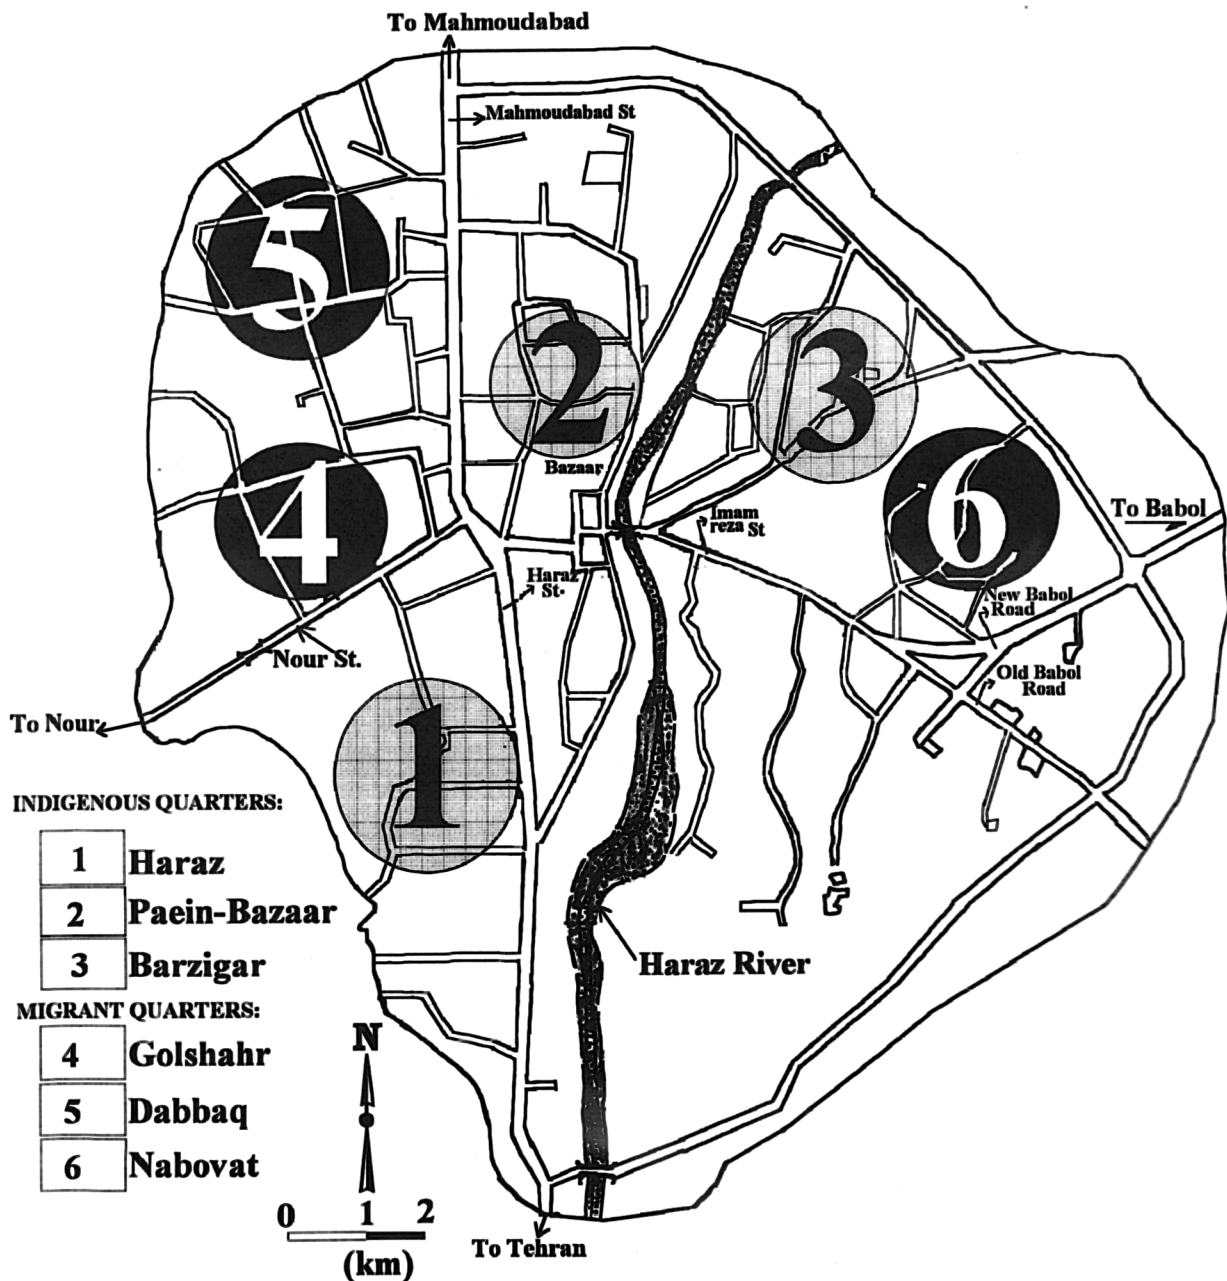 To Mahmoudabad
Mahmoudabad St
5
2
3
4
Bazaar
6
Imam
reza St
To Babol
Haraz
St.
New Babol
Road
Nour St.
Old Babol
Road
1
To Nour
INDIGENOUS QUARTERS:
1 Haraz
2 Paein-Bazaar
3 Barzigar
Haraz River
MIGRANT QUARTERS:
4 Golshahr
5 Dabbaq
6 Nabovat
N
0 1 2
(km)
To Tehran